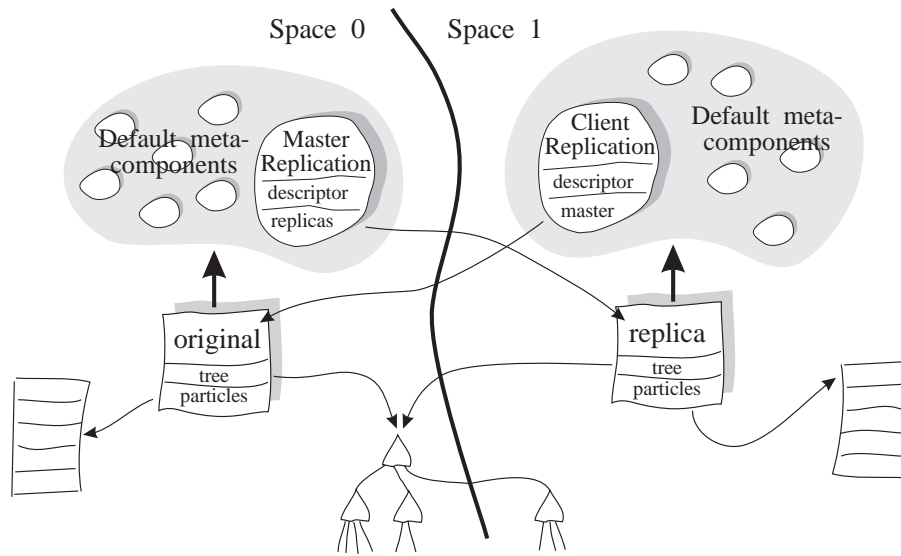 Space 0
Space 1
Default meta-
components
Master
Replication
descriptor
replicas
Client
Replication
descriptor
master
Default meta-
components
original
tree
particles
replica
tree
particles